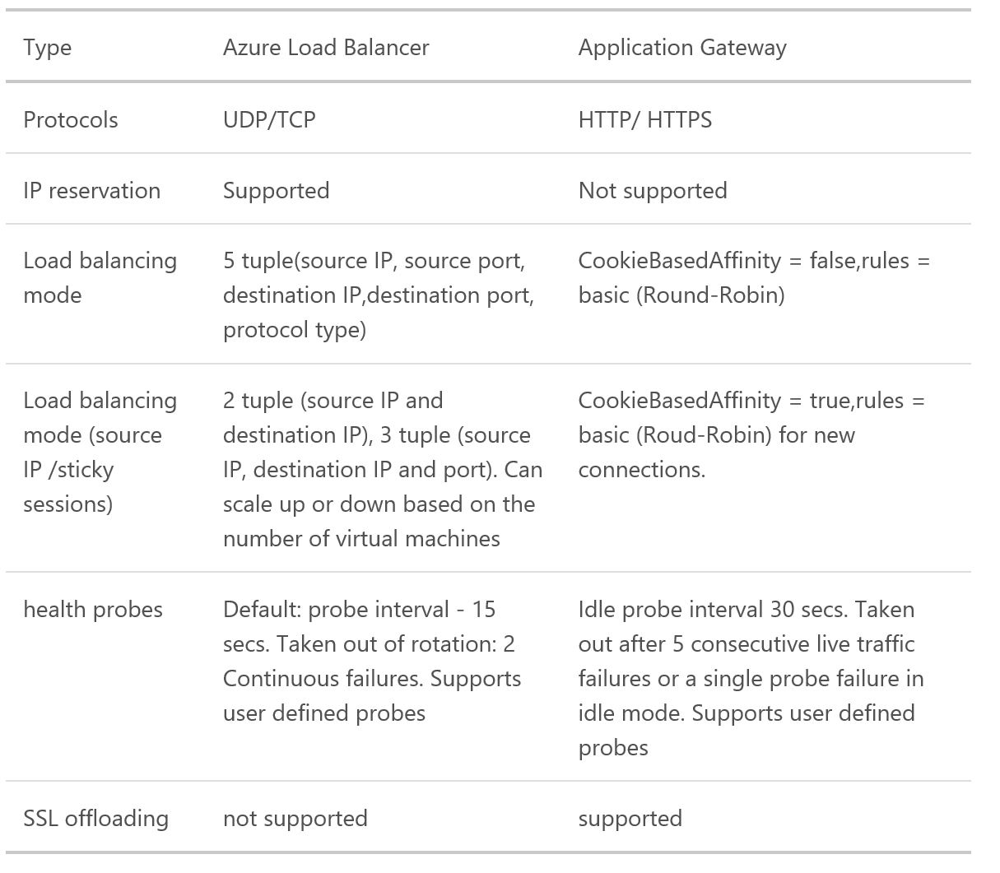 Type
Azure Load Balancer
Application Gateway
Protocols
UDP/TCP
HTTP/ HTTPS
IP reservation
Supported
Not supported
Load balancing
mode
5 tuple(source IP, source port,
destination IP,destination port,
protocol type)
CookieBasedAffinity = false,rules =
basic (Round-Robin)
Load balancing
mode (source
IP /sticky
sessions)
2 tuple (source IP and
destination IP), 3 tuple (source
IP, destination IP and port). Can
scale up or down based on the
number of virtual machines
CookieBasedAffinity = true,rules =
basic (Roud-Robin) for new
connections.
health probes
Default: probe interval - 15
secs. Taken out of rotation: 2
Continuous failures. Supports
user defined probes
Idle probe interval 30 secs. Taken
out after 5 consecutive live traffic
failures or a single probe failure in
idle mode. Supports user defined
probes
SSL offloading
not supported
supported